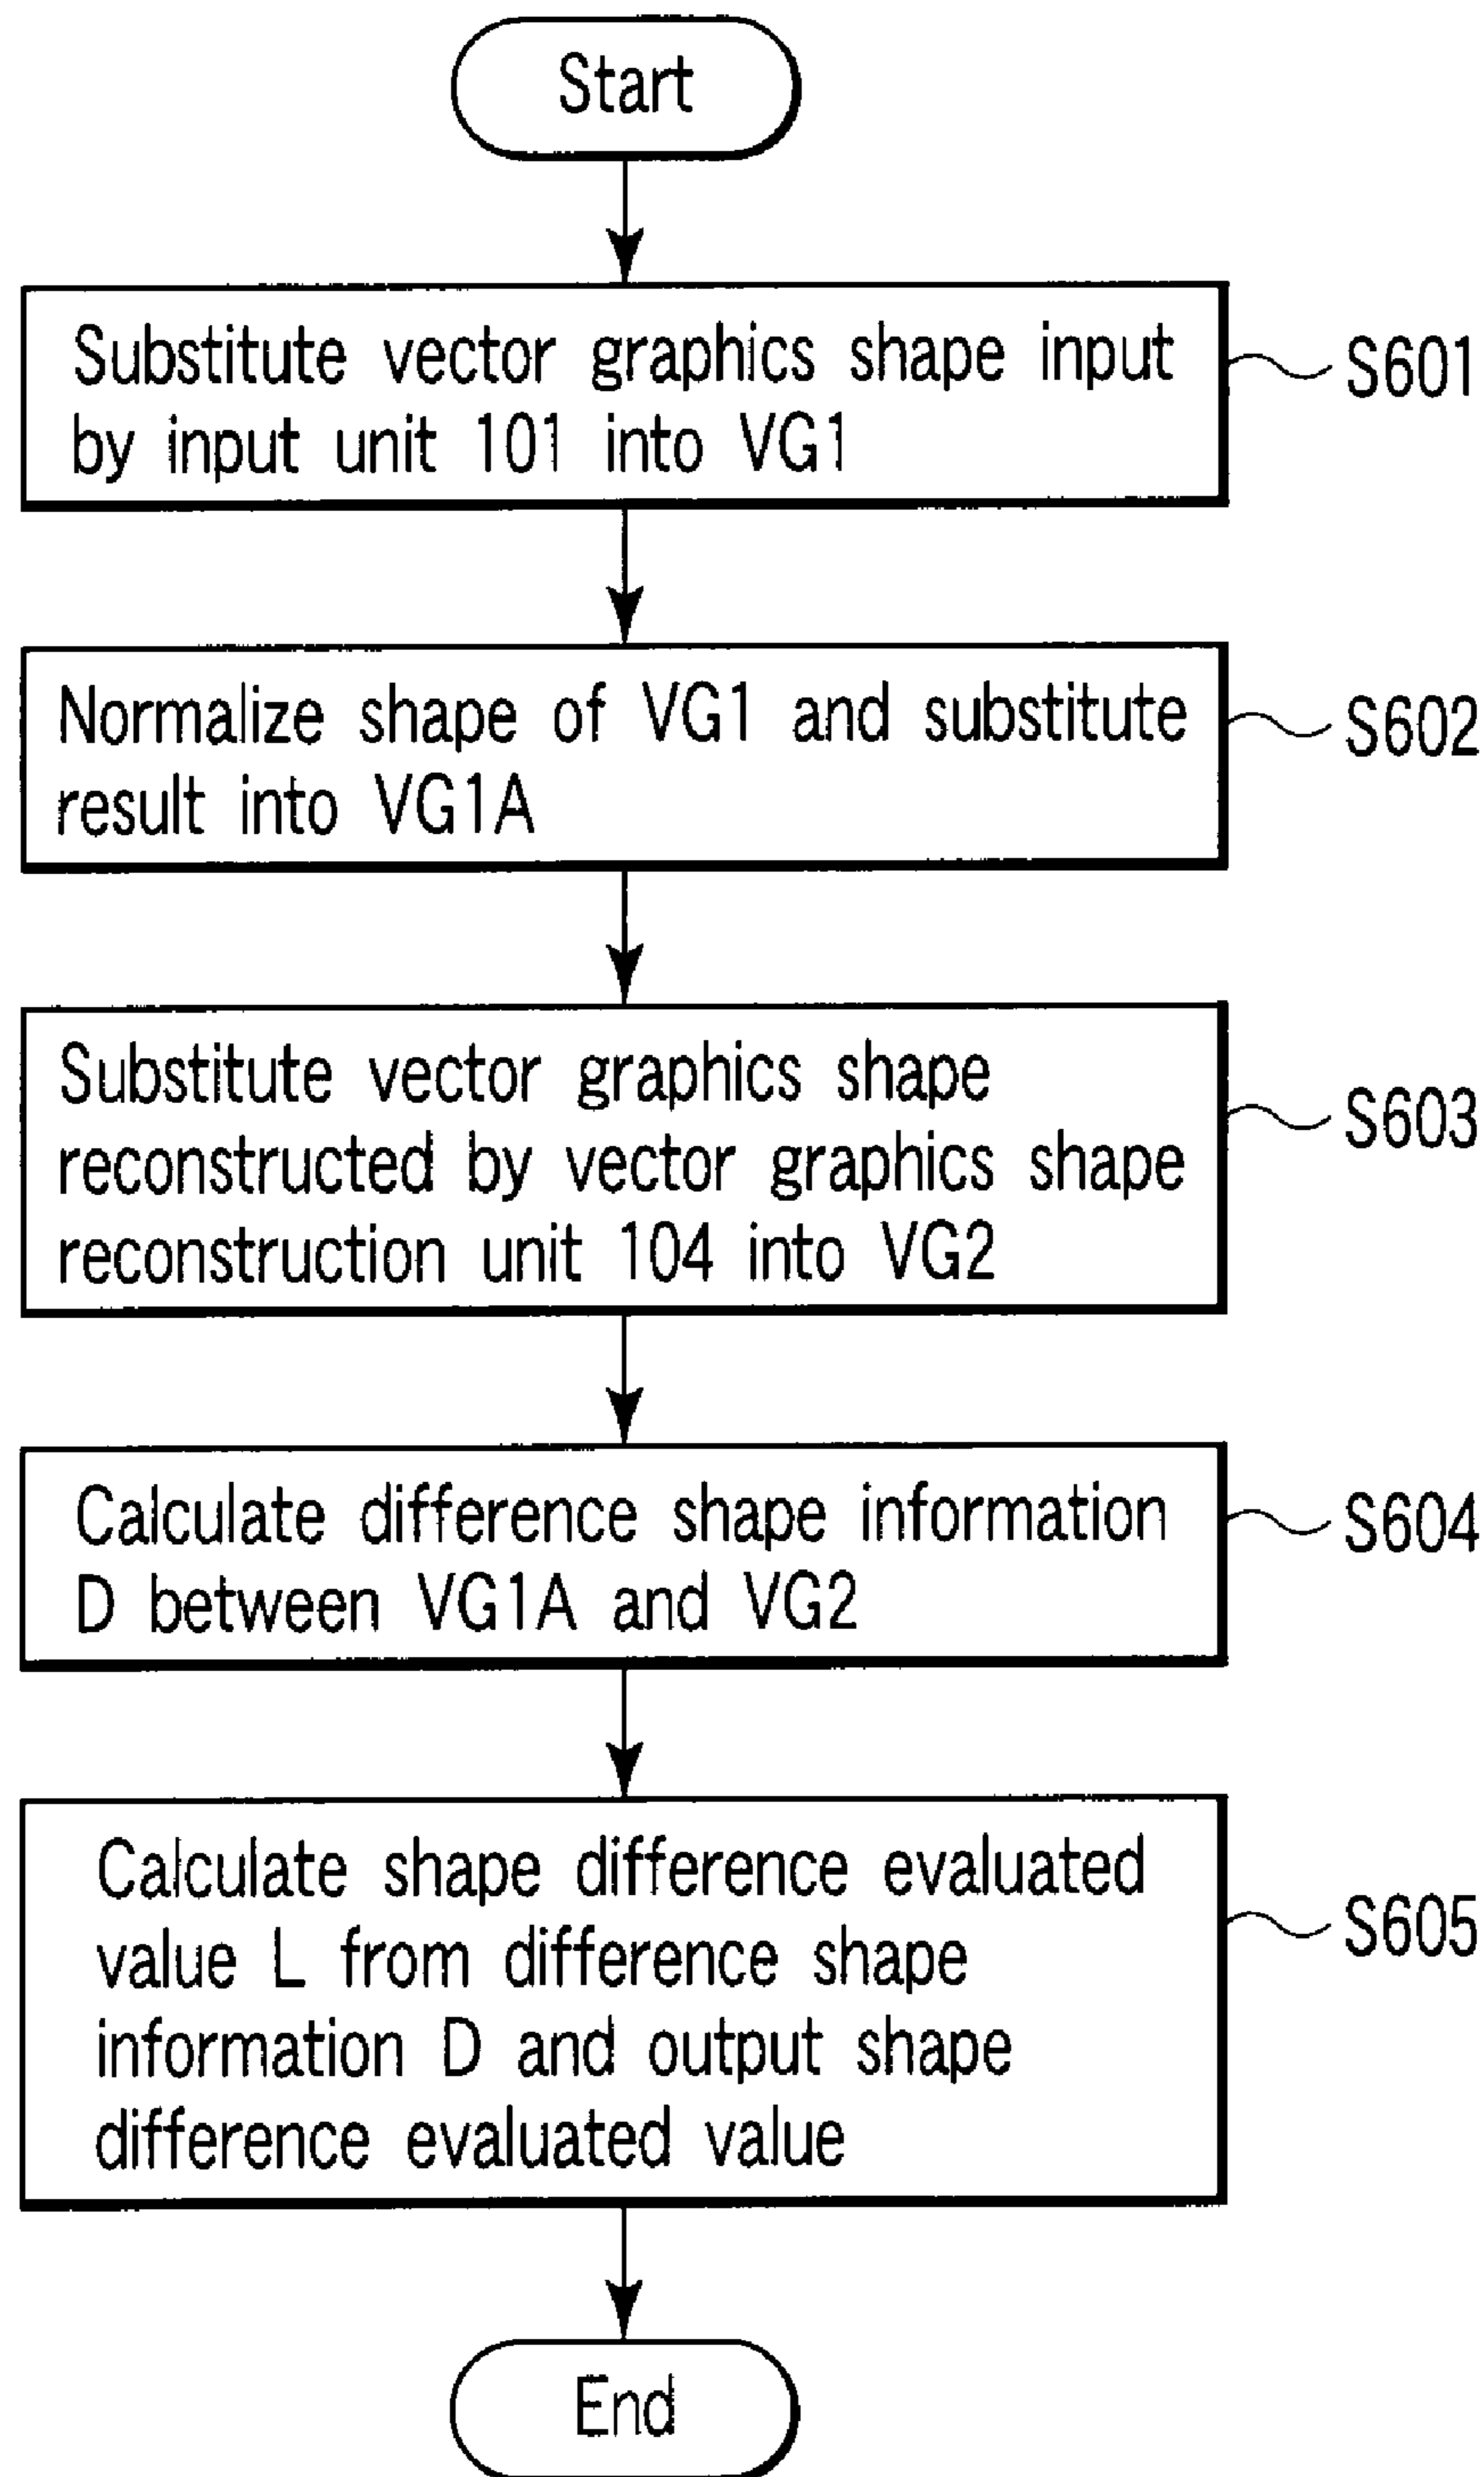 Start
Substitute vector graphics shape input
by input unit 101 into VG1
S601
Normalize shape of VG1 and substitute
result into VG1A
S602
Substitute vector graphics shape
reconstructed by vector graphics shape
reconstruction unit 104 into VG2
S603
Calculate difference shape information
D between VG1A and VG2
S604
Calculate shape difference evaluated
value L from difference shape
information D and output shape
difference evaluated value
S605
End